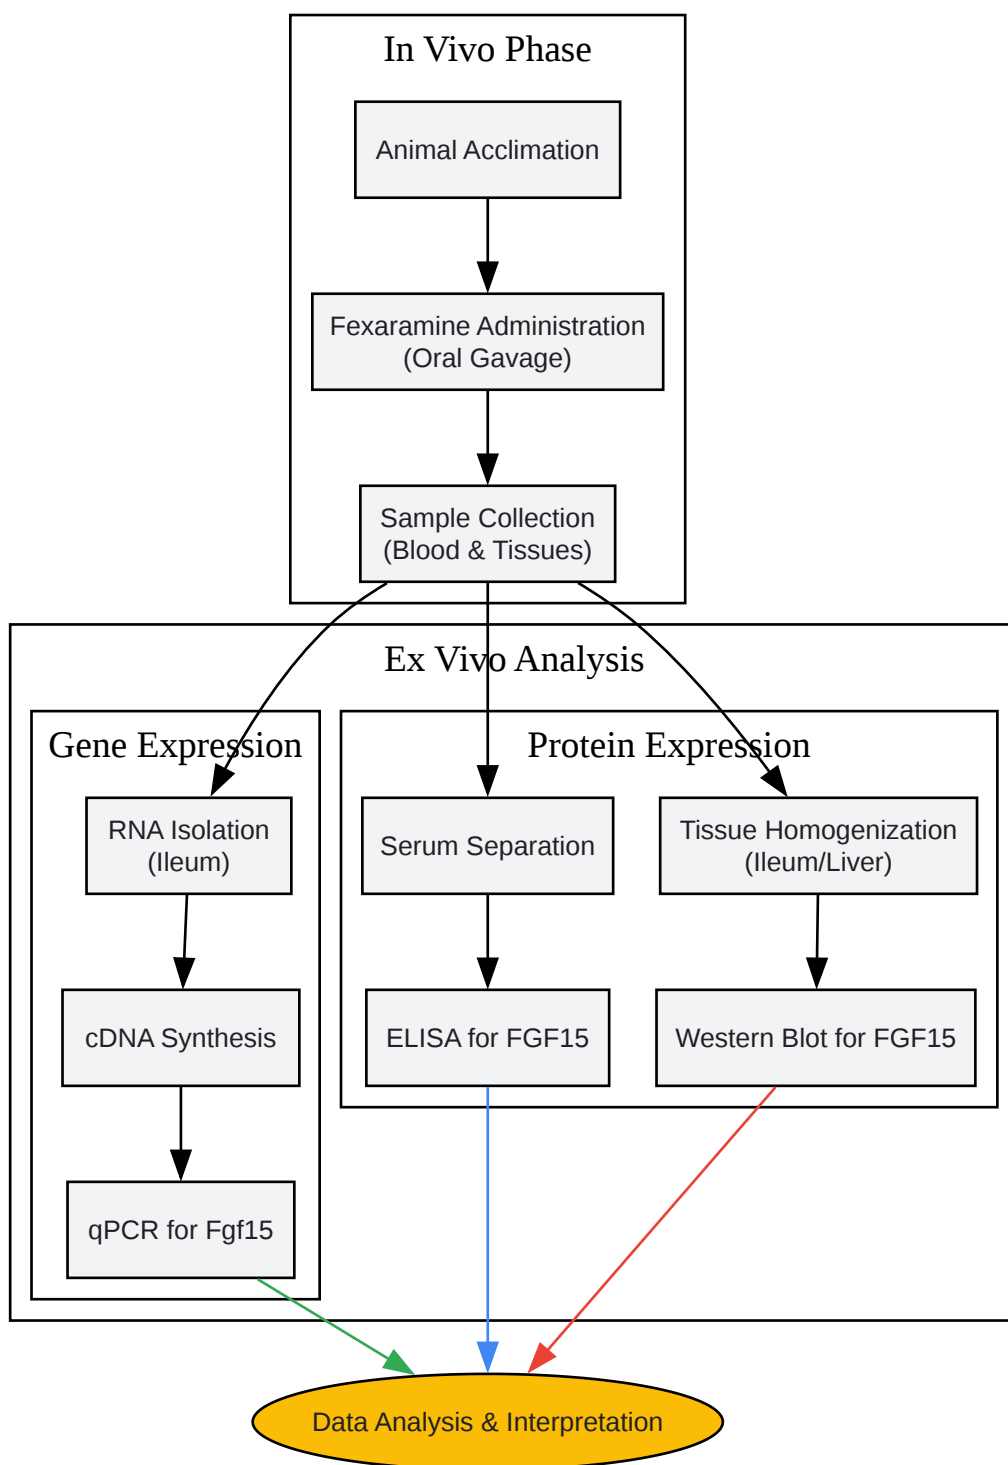 In Vivo Phase
Animal Acclimation
Fexaramine Administration
(Oral Gavage)
Sample Collection
(Blood & Tissues)
Ex Vivo Analysis
Gene Expression
Protein Expression
RNA Isolation
(Ileum)
Serum Separation
Tissue Homogenization
(Ileum/Liver)
cDNA Synthesis
ELISA for FGF15
Western Blot for FGF15
qPCR for Fgf15
Data Analysis & Interpretation